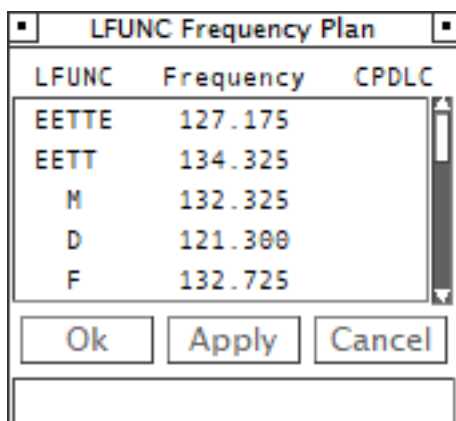 LFUNC Frequency Plan
LFUNC Frequency CPDLC
EETTE 127.175
EETT 134.325
M 132.325
D 121.300
F 132.725
Ok Apply Cancel